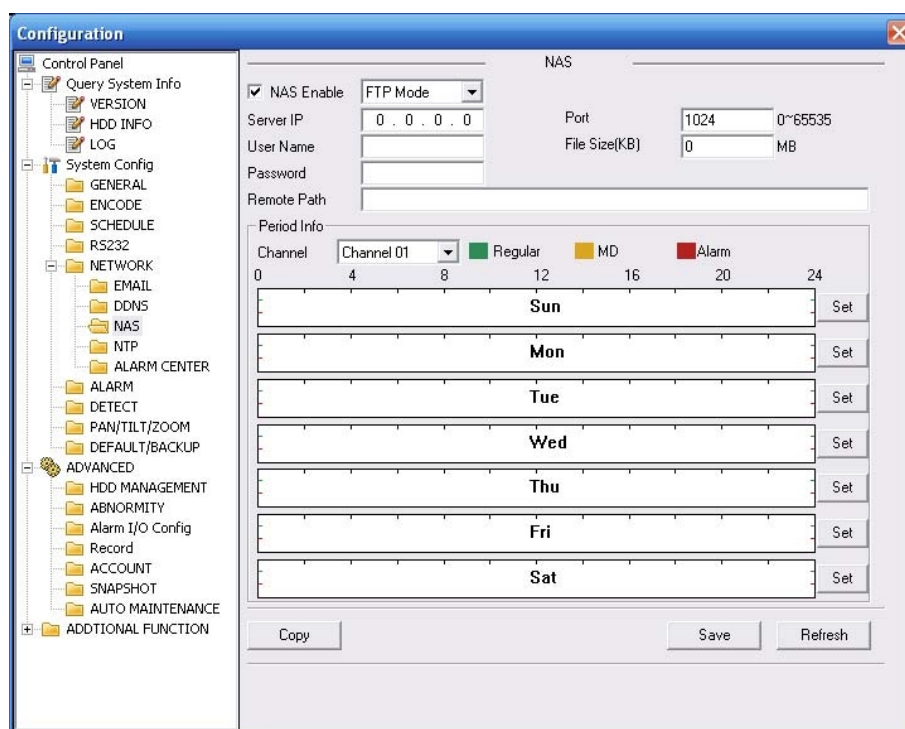 Configuration
Control Panel
Query System Info
VERSION
HDD INFO
LOG
System Config
GENERAL
ENCODE
SCHEDULE
RS232
NETWORK
EMAIL
DDNS
NAS
NTP
ALARM CENTER
ALARM
DETECT
PAN/TILT/ZOOM
DEFAULT/BACKUP
ADVANCED
HDD MANAGEMENT
ABNORMITY
Alarm I/O Config
Record
ACCOUNT
SNAPSHOT
AUTO MAINTENANCE
ADDTIONAL FUNCTION
NAS
NAS Enable FTP Mode
Server IP 0 . 0 . 0 . 0 Port 1024 0~65535
User Name File Size(KB) 0 MB
Password
Remote Path
Period Info
Channel Channel 01 Regular MD Alarm
0 4 8 12 16 20 24
Sun Set
Mon Set
Tue Set
Wed Set
Thu Set
Fri Set
Sat Set
Copy Save Refresh